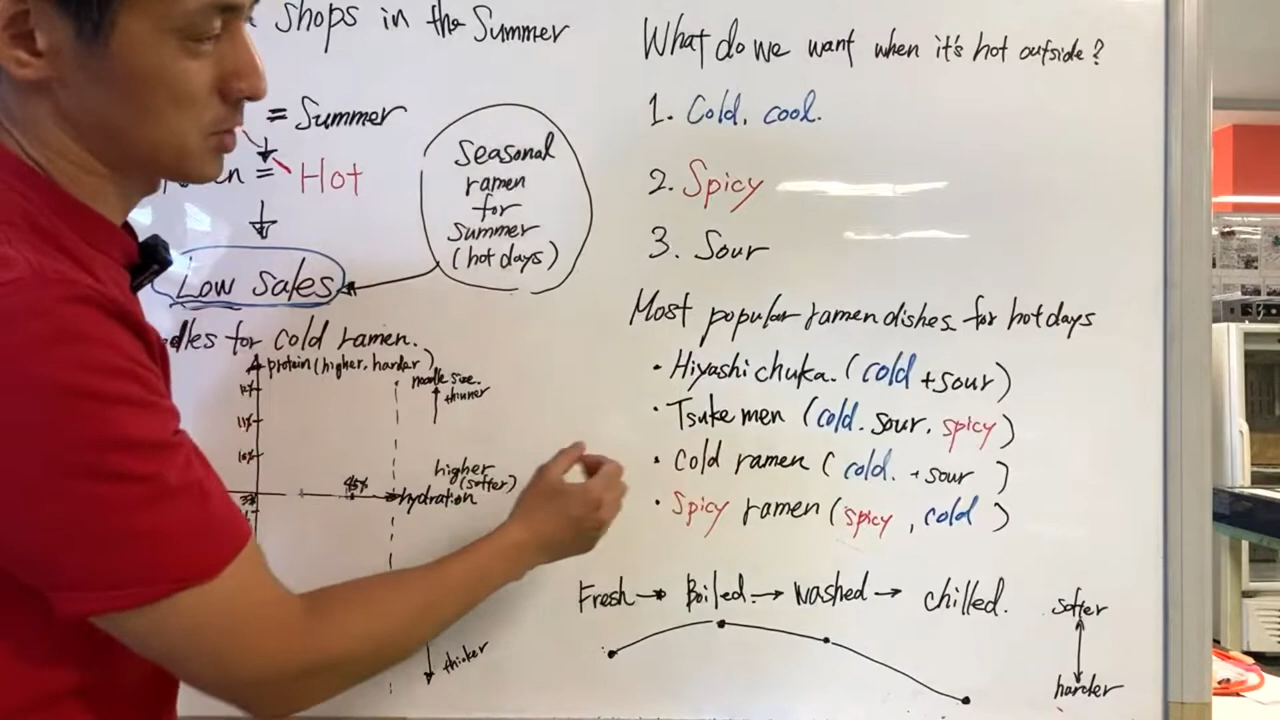 shops in the Summer
= Summer
= Hot
Low sales
Seasonal
ramen
for
summer
(hot days)
for cold ramen.
protein (higher. harder)
noodle size.
thinner
12%
11%
10%
higher
(softer)
45%
hydration
thicker
What do we want when it's hot outside?
1. Cold. cool.
2. Spicy
3. Sour
Most popular ramen dishes for hot days
• Hiyashi chuka. (cold + sour)
• Tsuke men (cold. sour. spicy)
• Cold ramen (cold. + sour)
• Spicy ramen (spicy, cold)
Fresh → Boiled. → washed → chilled.
softer
harder